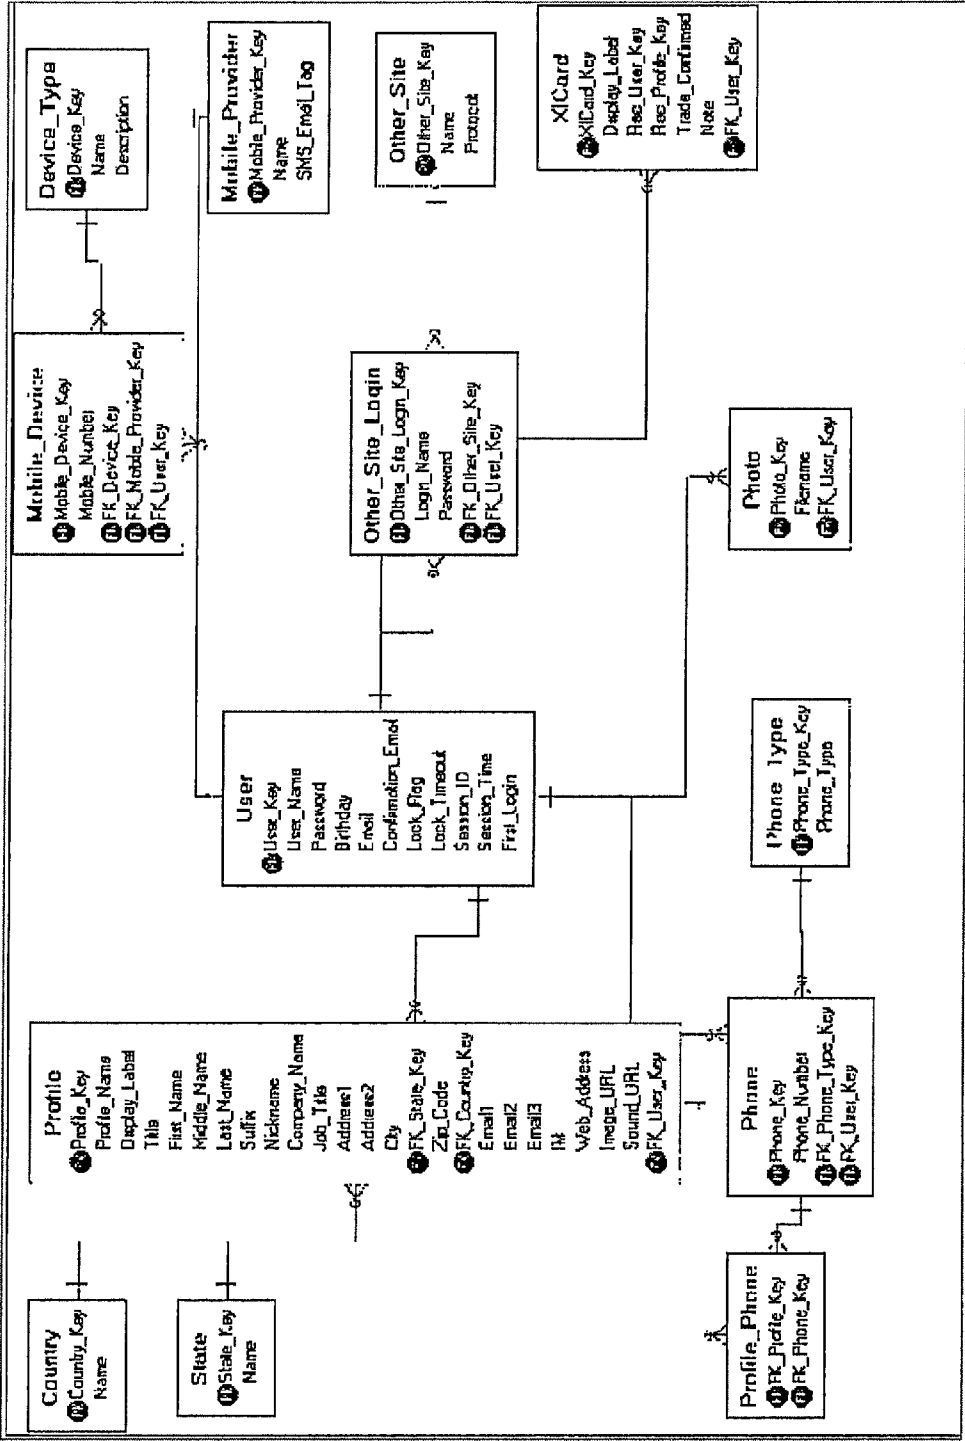 Country
Country_Key
Name
State
State_Key
Name
Profile
Profile_Key
Profile_Name
Display_Label
Title
First_Name
Middle_Name
Last_Name
Suffix
Nickname
Company_Name
Job_Title
Address1
Address2
City
FK_State_Key
Zip_Code
FK_Country_Key
Email1
Email2
Email3
IM
Web_Address
Image_URL
Sound_URL
FK_User_Key
Profile_Phone
FK_Profile_Key
FK_Phone_Key
Phone
Phone_Key
Phone_Number
FK_Phone_Type_Key
FK_User_Key
Phone Type
Phone_Type_Key
Phone_Type
User
User_Key
User_Name
Password
Birthday
Email
Confirmation_Email
Lock_Flag
Lock_Timeout
Session_ID
Session_Time
First_Login
Mobile_Device
Mobile_Device_Key
Mobile_Number
FK_Device_Key
FK_Mobile_Provider_Key
FK_User_Key
Other_Site_Login
Other_Site_Login_Key
Login_Name
Password
FK_Other_Site_Key
FK_User_Key
Photo
Photo_Key
Filename
FK_User_Key
Device_Type
Device_Key
Name
Description
Mobile_Provider
Mobile_Provider_Key
Name
SMS_Email_Tag
Other_Site
Other_Site_Key
Name
Protocol
XICard
XICard_Key
Display_Label
Rec_User_Key
Rec_Profile_Key
Trade_Confirmed
Note
FK_User_Key